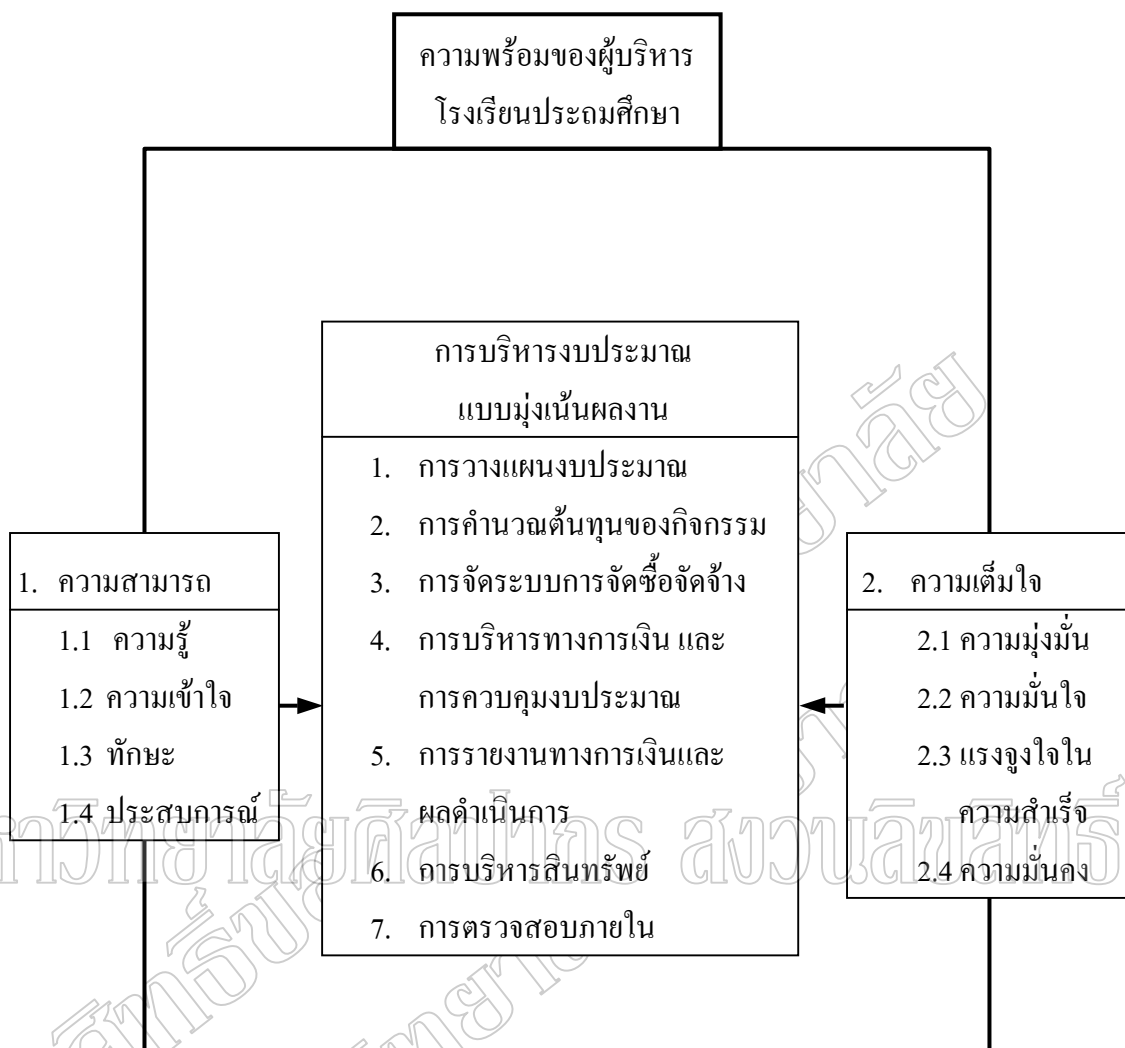 ความพร้อมของผู้บริหาร
โรงเรียนประถมศึกษา
การบริหารงบประมาณ
แบบมุ่งเน้นผลงาน
1. การวางแผนงบประมาณ
2. การคำนวณต้นทุนของกิจกรรม
3. การจัดระบบการจัดซื้อจัดจ้าง
4. การบริหารทางการเงิน และ
การควบคุมงบประมาณ
5. การรายงานทางการเงินและ
ผลดำเนินการ
6. การบริหารสินทรัพย์
7. การตรวจสอบภายใน
1. ความสามารถ
1.1 ความรู้
1.2 ความเข้าใจ
1.3 ทักษะ
1.4 ประสบการณ์
2. ความเต็มใจ
2.1 ความมุ่งมั่น
2.2 ความมั่นใจ
2.3 แรงจูงใจใน
ความสำเร็จ
2.4 ความมั่นคง
สงวนลิขสิทธิ์